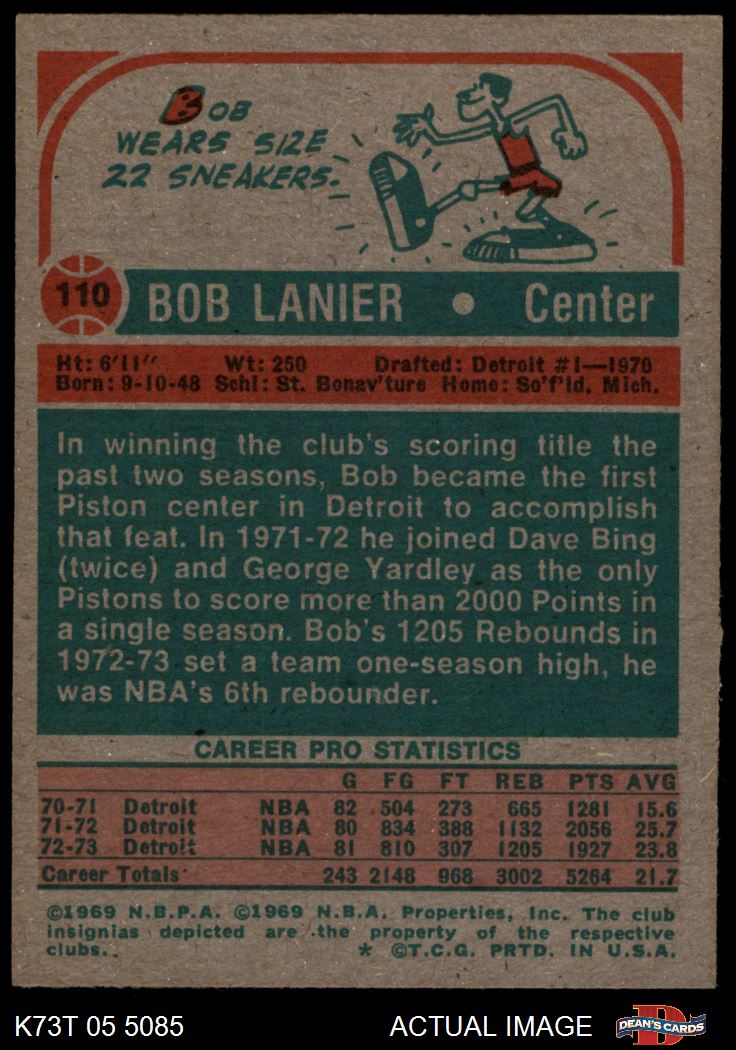 BOB
WEARS SIZE
22 SNEAKERS.
110 BOB LANIER • Center
Ht: 6'11" Wt: 250 Drafted: Detroit #1—1970
Born: 9-10-48 Schl: St. Bonav'ture Home: So'f'ld, Mich.
In winning the club's scoring title the
past two seasons, Bob became the first
Piston center in Detroit to accomplish
that feat. In 1971-72 he joined Dave Bing
(twice) and George Yardley as the only
Pistons to score more than 2000 Points in
a single season. Bob's 1205 Rebounds in
1972-73 set a team one-season high, he
was NBA's 6th rebounder.
CAREER PRO STATISTICS
G FG FT REB PTS AVG
70-71 Detroit NBA 82 504 273 665 1281 15.6
71-72 Detroit NBA 80 834 388 1132 2056 25.7
72-73 Detroit NBA 81 810 307 1205 1927 23.8
Career Totals 243 2148 968 3002 5264 21.7
©1969 N.B.P.A. ©1969 N.B.A. Properties, Inc. The club
insignias depicted are the property of the respective
clubs. * ©T.C.G. PRTD. IN U.S.A.
K73T 05 5085 ACTUAL IMAGE DEAN'S CARDS